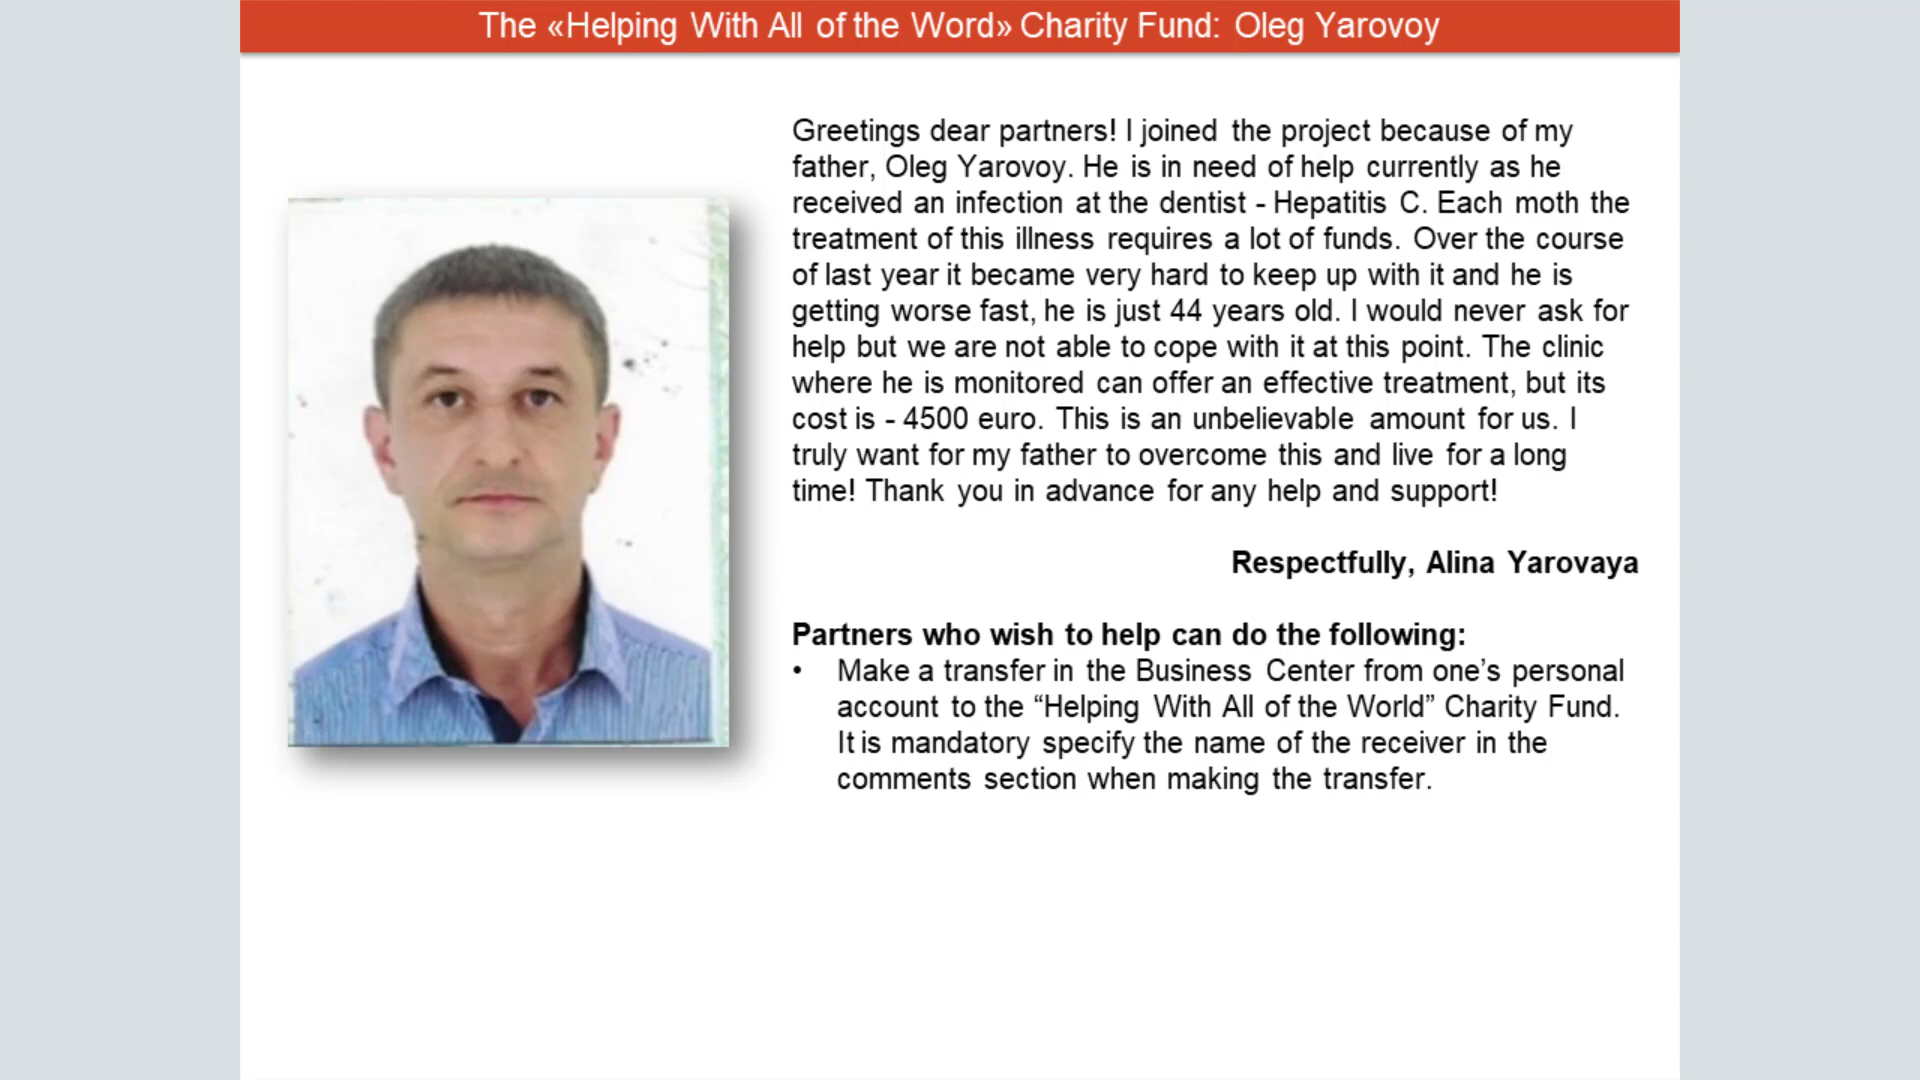 The «Helping With All of the Word» Charity Fund: Oleg Yarovoy
Greetings dear partners! I joined the project because of my
father, Oleg Yarovoy. He is in need of help currently as he
received an infection at the dentist - Hepatitis C. Each moth the
treatment of this illness requires a lot of funds. Over the course
of last year it became very hard to keep up with it and he is
getting worse fast, he is just 44 years old. I would never ask for
help but we are not able to cope with it at this point. The clinic
where he is monitored can offer an effective treatment, but its
cost is - 4500 euro. This is an unbelievable amount for us. I
truly want for my father to overcome this and live for a long
time! Thank you in advance for any help and support!
Respectfully, Alina Yarovaya
Partners who wish to help can do the following:
• Make a transfer in the Business Center from one’s personal
account to the “Helping With All of the World” Charity Fund.
It is mandatory specify the name of the receiver in the
comments section when making the transfer.